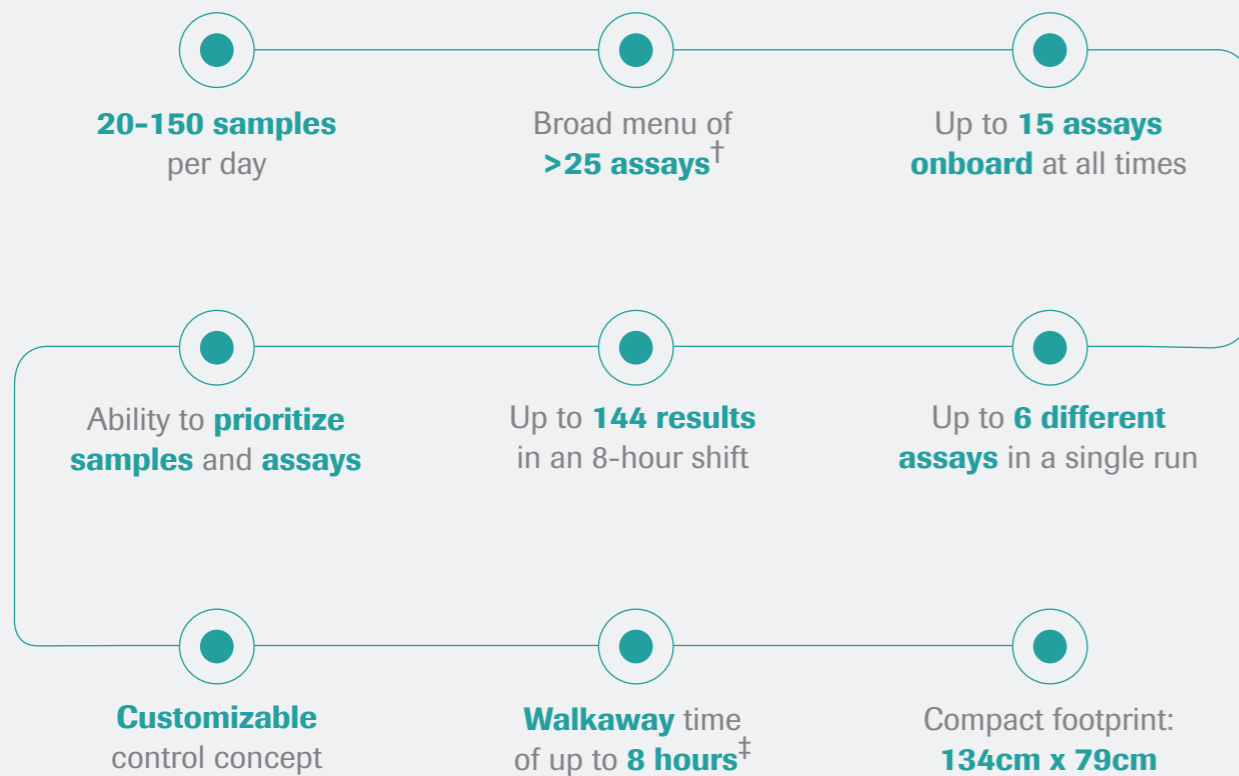 20-150 samples
per day
Broad menu of
>25 assays†
Up to 15 assays
onboard at all times
Ability to prioritize
samples and assays
Up to 144 results
in an 8-hour shift
Up to 6 different
assays in a single run
Customizable
control concept
Walkaway time
of up to 8 hours‡
Compact footprint:
134cm x 79cm